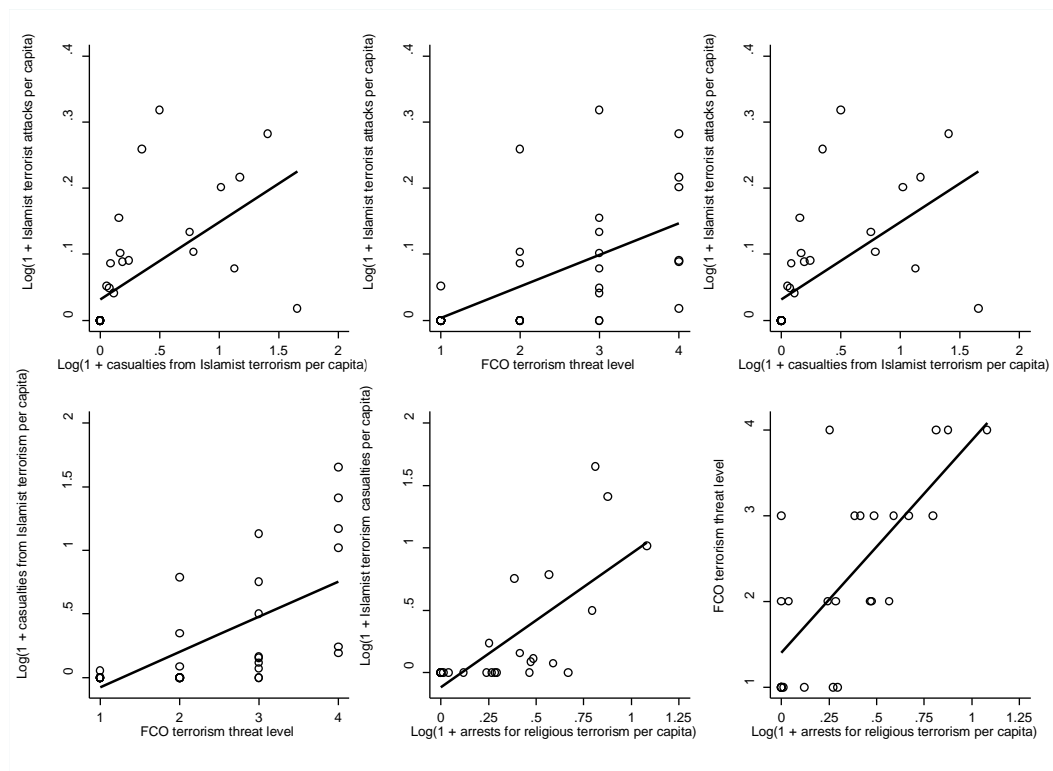 Log(1 + Islamist terrorist attacks per capita)
.4
.3
.2
.1
0
0 .5 1 1.5 2
Log(1 + casualties from Islamist terrorism per capita)
Log(1 + Islamist terrorist attacks per capita)
.4
.3
.2
.1
0
1 2 3 4
FCO terrorism threat level
Log(1 + Islamist terrorist attacks per capita)
.4
.3
.2
.1
0
0 .5 1 1.5 2
Log(1 + casualties from Islamist terrorism per capita)
Log(1 + casualties from Islamist terrorism per capita)
2
1.5
1
.5
0
1 2 3 4
FCO terrorism threat level
Log(1 + Islamist terrorism casualties per capita)
2
1.5
1
.5
0
0 .25 .5 .75 1 1.25
Log(1 + arrests for religious terrorism per capita)
FCO terrorism threat level
4
3
2
1
0 .25 .5 .75 1 1.25
Log(1 + arrests for religious terrorism per capita)